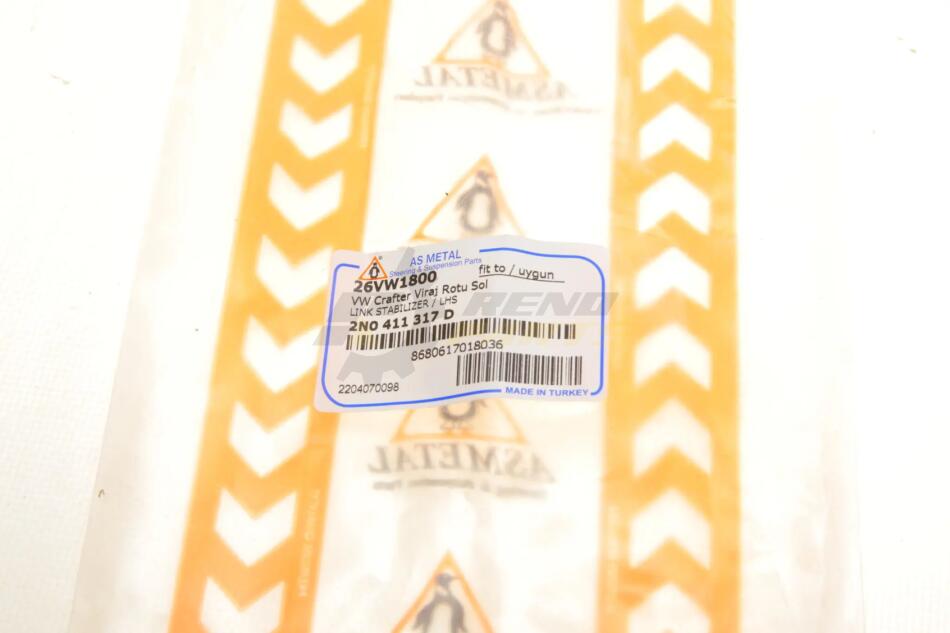 ASMETAL
AS METAL
Steering & Suspension Parts
26VW1800
fit to / uygun
VW Crafter Viraj Rotu Sol
LINK STABILIZER / LHS
2N0 411 317 D
8680617018036
2204070098
MADE IN TURKEY
ASMETAL